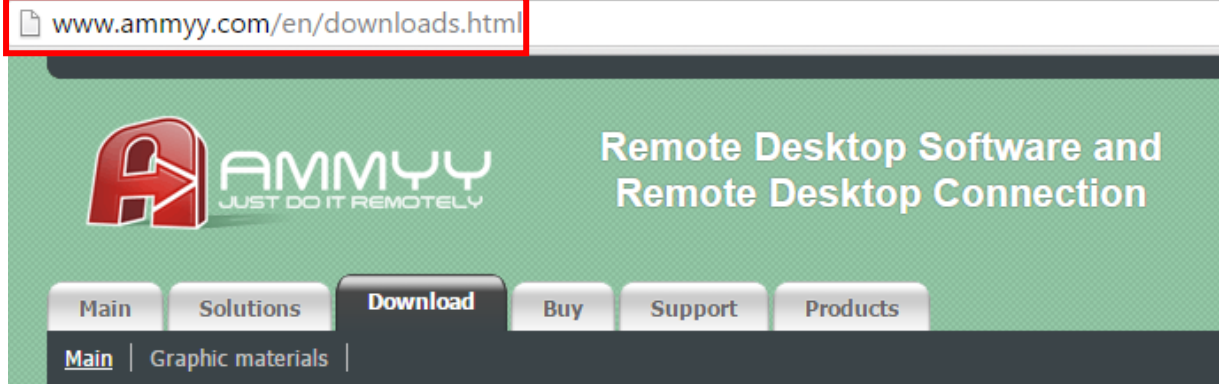 www.ammyy.com/en/downloads.html
AMMYY
JUST DO IT REMOTELY
Remote Desktop Software and
Remote Desktop Connection
Main Solutions Download Buy Support Products
Main | Graphic materials |